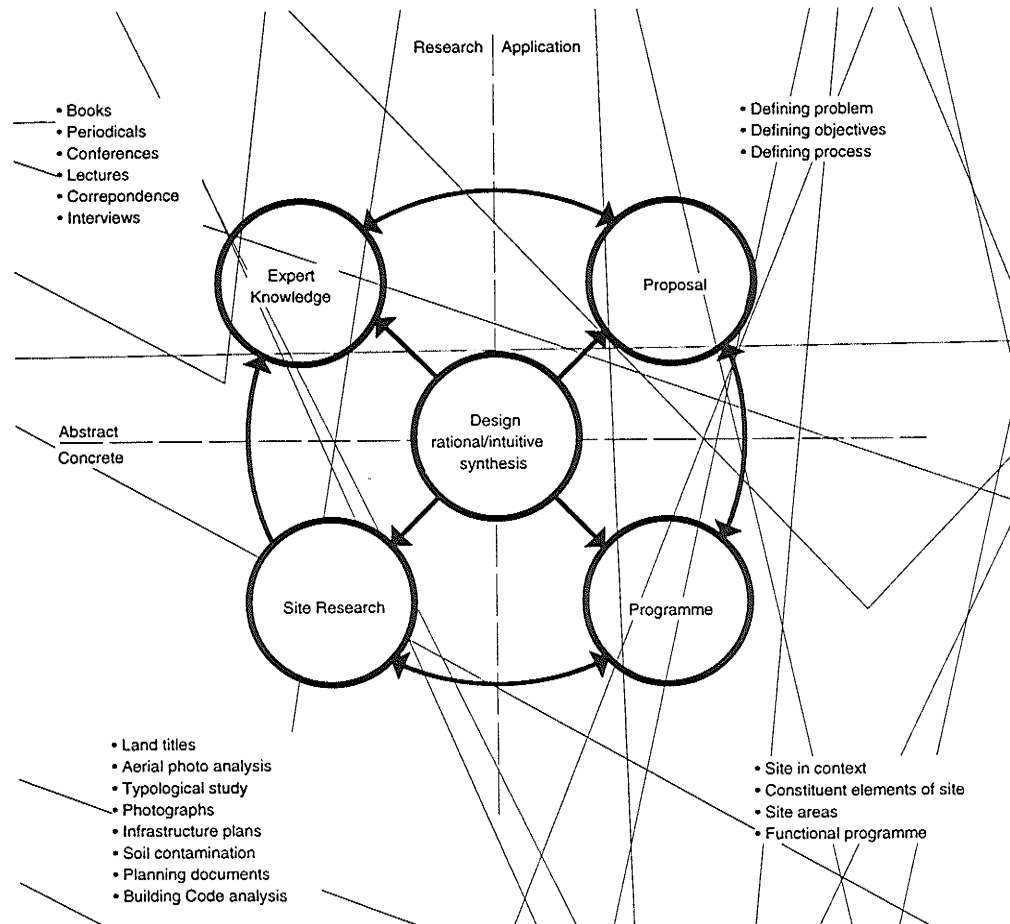 Research Application
• Books
• Periodicals
• Conferences
• Lectures
• Correpondence
• Interviews
• Defining problem
• Defining objectives
• Defining process
Expert
Knowledge
Proposal
Abstract
Concrete
Design
rational/intuitive
synthesis
Site Research
Programme
• Land titles
• Aerial photo analysis
• Typological study
• Photographs
• Infrastructure plans
• Soil contamination
• Planning documents
• Building Code analysis
• Site in context
• Constituent elements of site
• Site areas
• Functional programme